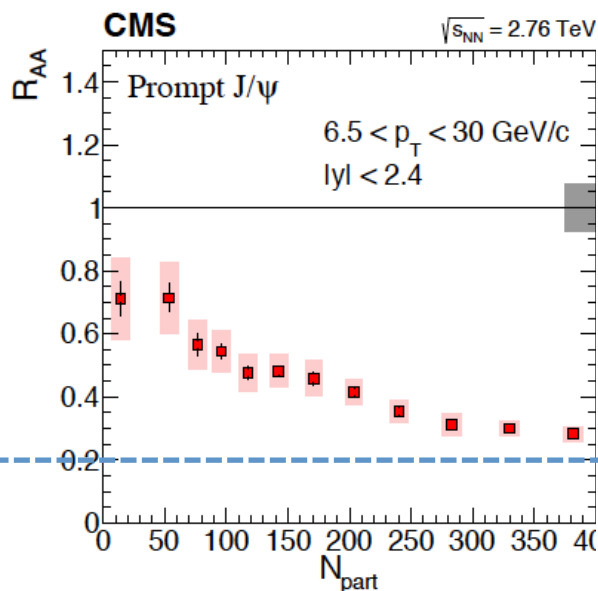 CMS √sNN = 2.76 TeV
RAA
Prompt J/ψ
6.5 < pT < 30 GeV/c
|y| < 2.4
1.4
1.2
1
0.8
0.6
0.4
0.2
0
0 50 100 150 200 250 300 350 40
Npart